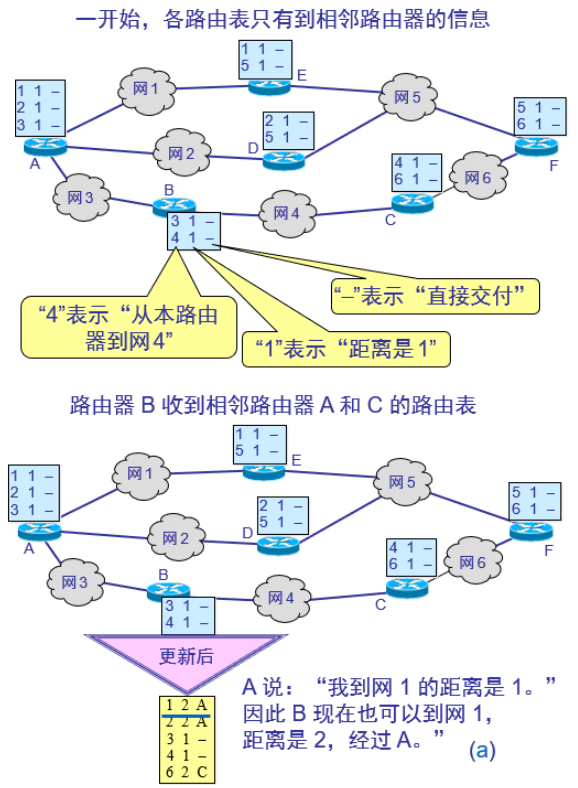 一开始，各路由表只有到相邻路由器的信息
1 1 –
5 1 –
E
网1
1 1 –
2 1 –
3 1 –
A
网5
5 1 –
6 1 –
F
2 1 –
5 1 –
D
网2
4 1 –
6 1 –
C
网6
网3
B
3 1 –
4 1 –
网4
“–”表示“直接交付”
“4”表示“从本路由
器到网4”
“1”表示“距离是1”
路由器 B 收到相邻路由器 A 和 C 的路由表
1 1 –
5 1 –
E
网1
1 1 –
2 1 –
3 1 –
A
网5
5 1 –
6 1 –
F
2 1 –
5 1 –
D
网2
4 1 –
6 1 –
C
网6
网3
B
3 1 –
4 1 –
网4
更新后
1 2 A
2 2 A
3 1 –
4 1 –
6 2 C
A 说：“我到网 1 的距离是 1。”
因此 B 现在也可以到网 1，
距离是 2，经过 A。”
(a)